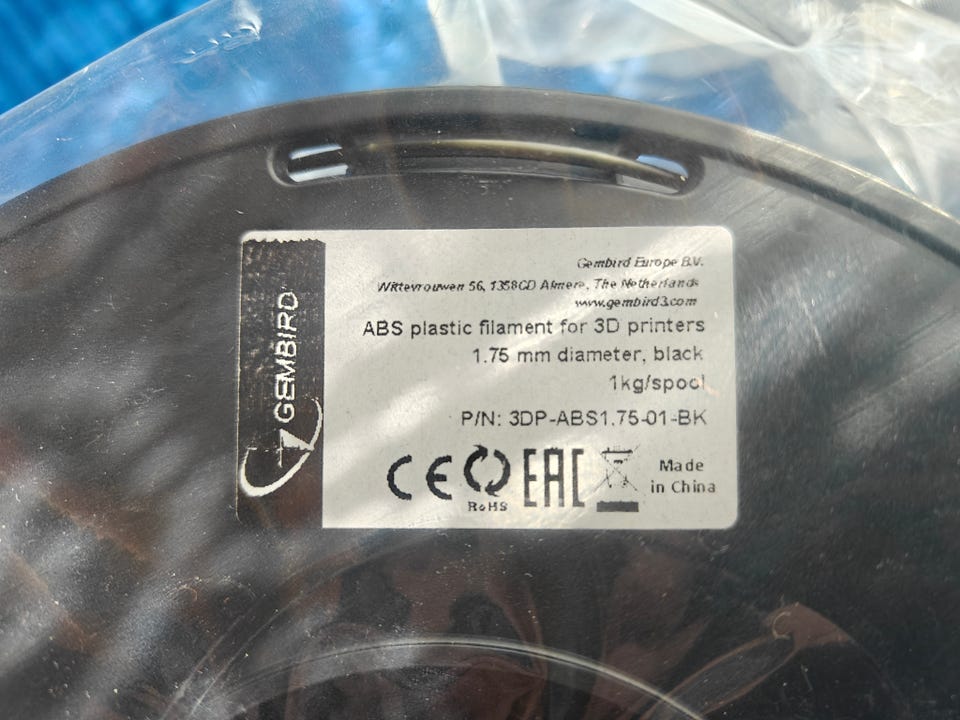 GEMBIRD
Gembird Europe B.V.
Wittevrouwen 56, 1358CD Almere, The Netherlands
www.gembird3.com
ABS plastic filament for 3D printers
1.75 mm diameter, black
1kg/spool
P/N: 3DP-ABS1.75-01-BK
CE RoHS EAC
Made
in China